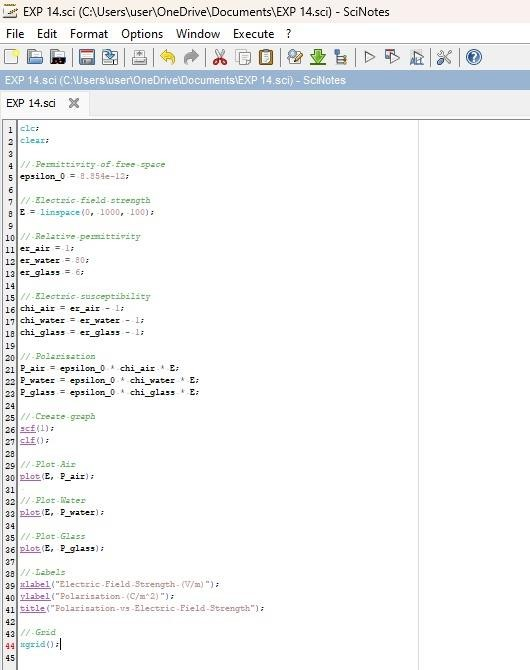 EXP 14.sci (C:\Users\user\OneDrive\Documents\EXP 14.sci) - SciNotes
File Edit Format Options Window Execute ?
EXP 14.sci (C:\Users\user\OneDrive\Documents\EXP 14.sci) - SciNotes
EXP 14.sci
1 clc;
2 clear;
3
4 // Permittivity of free space
5 epsilon_0 = 8.854e-12;
6
7 // Electric field strength
8 E = linspace(0, 1000, 100);
9
10 // Relative permittivity
11 er_air = 1;
12 er_water = 80;
13 er_glass = 6;
14
15 // Electric susceptibility
16 chi_air = er_air - 1;
17 chi_water = er_water - 1;
18 chi_glass = er_glass - 1;
19
20 // Polarisation
21 P_air = epsilon_0 * chi_air * E;
22 P_water = epsilon_0 * chi_water * E;
23 P_glass = epsilon_0 * chi_glass * E;
24
25 // Create graph
26 scf(1);
27 clf();
28
29 // Plot Air
30 plot(E, P_air);
31
32 // Plot Water
33 plot(E, P_water);
34
35 // Plot Glass
36 plot(E, P_glass);
37
38 // Labels
39 xlabel("Electric Field Strength (V/m)");
40 ylabel("Polarisation (C/m^2)");
41 title("Polarisation vs Electric Field Strength");
42
43 // Grid
44 xgrid();
45